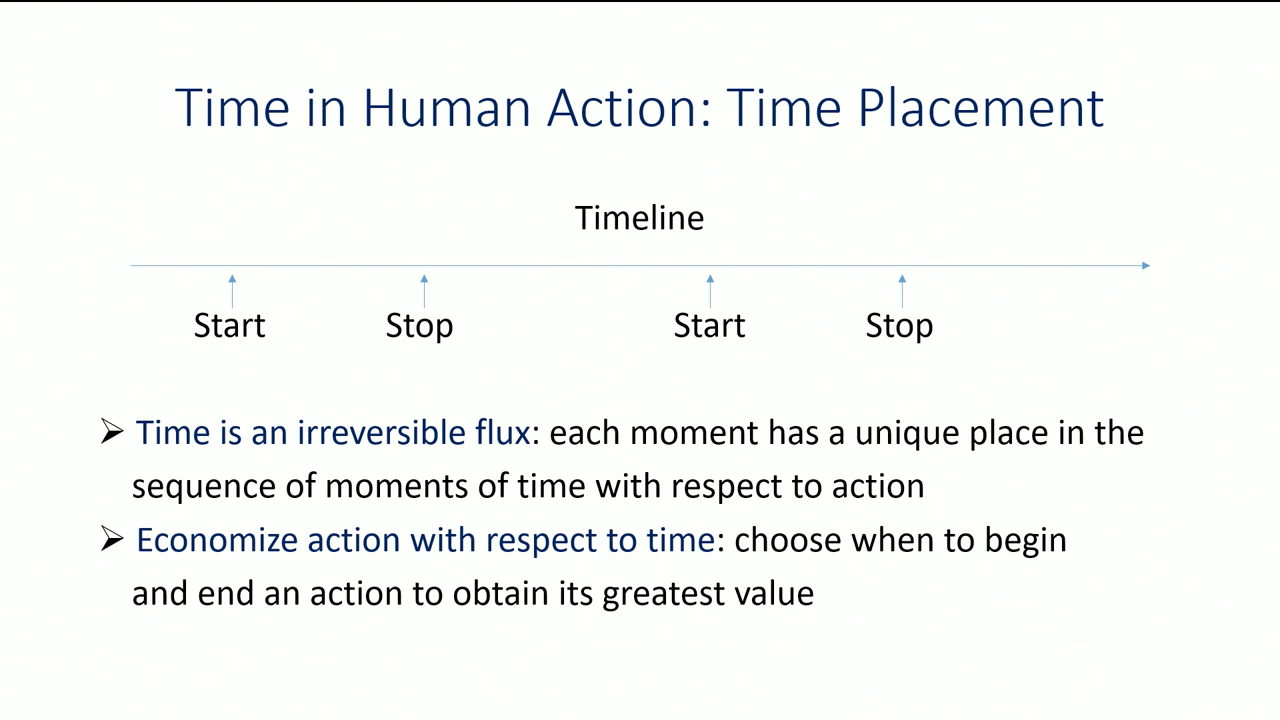 Time in Human Action: Time Placement
Timeline
Start Stop Start Stop
➢ Time is an irreversible flux: each moment has a unique place in the
sequence of moments of time with respect to action
➢ Economize action with respect to time: choose when to begin
and end an action to obtain its greatest value